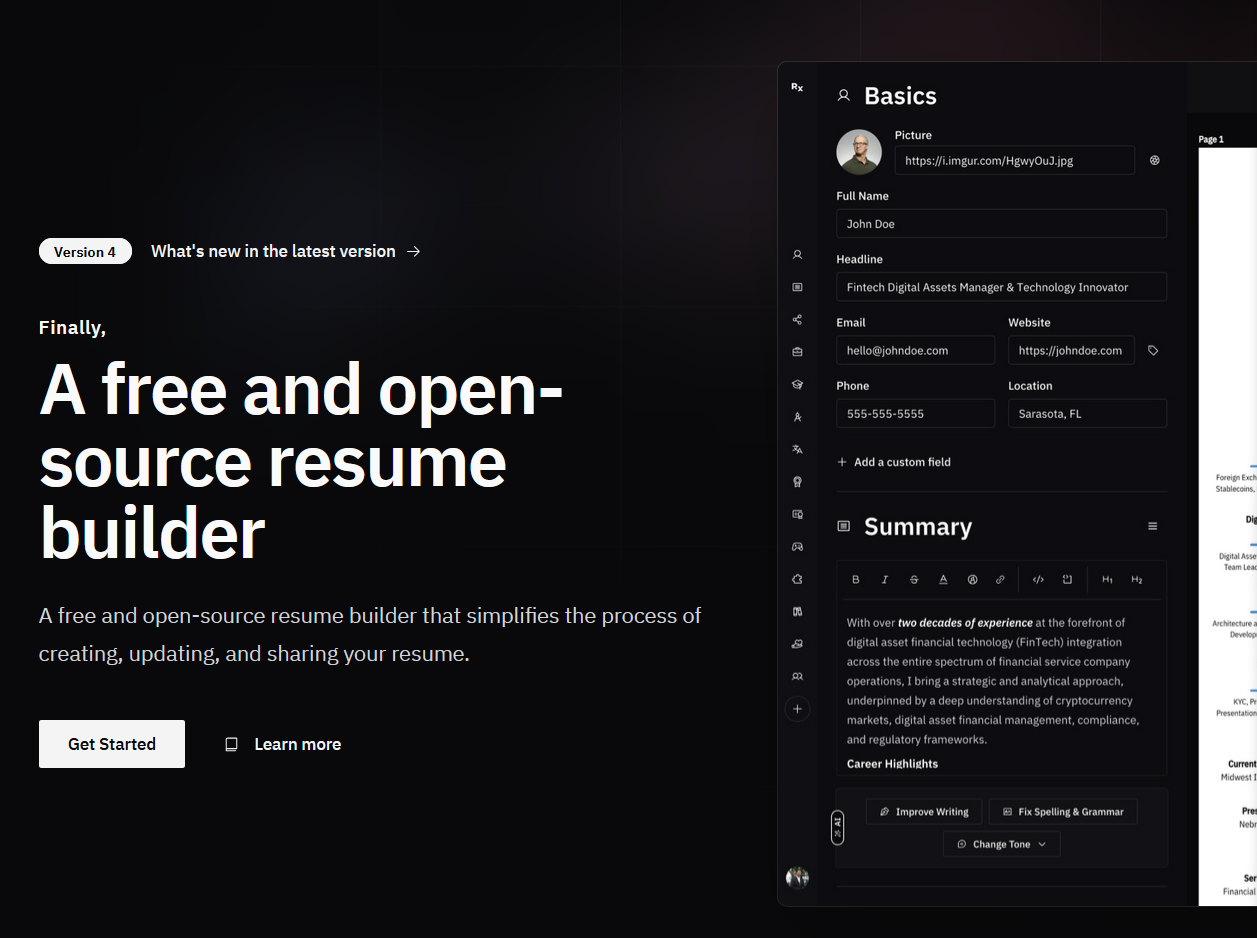 Version 4
What's new in the latest version →
Finally,
A free and open-
source resume
builder
A free and open-source resume builder that simplifies the process of
creating, updating, and sharing your resume.
Get Started
Learn more
Rx
Basics
Picture
https://i.imgur.com/HgwyOuJ.jpg
Full Name
John Doe
Headline
Fintech Digital Assets Manager & Technology Innovator
Email Website
hello@johndoe.com https://johndoe.com
Phone Location
555-555-5555 Sarasota, FL
+ Add a custom field
Summary
B I S A A </> H1 H2
With over two decades of experience at the forefront of
digital asset financial technology (FinTech) integration
across the entire spectrum of financial service company
operations, I bring a strategic and analytical approach,
underpinned by a deep understanding of cryptocurrency
markets, digital asset financial management, compliance,
and regulatory frameworks.
Career Highlights
AI
Improve Writing Fix Spelling & Grammar
Change Tone
Page 1
Foreign Exch
Stablecoins,
Dig
Digital Asse
Team Lead
Architecture a
Develop
KYC, Pr
Presentation
Current
Midwest I
Pres
Nebr
Ser
Financial